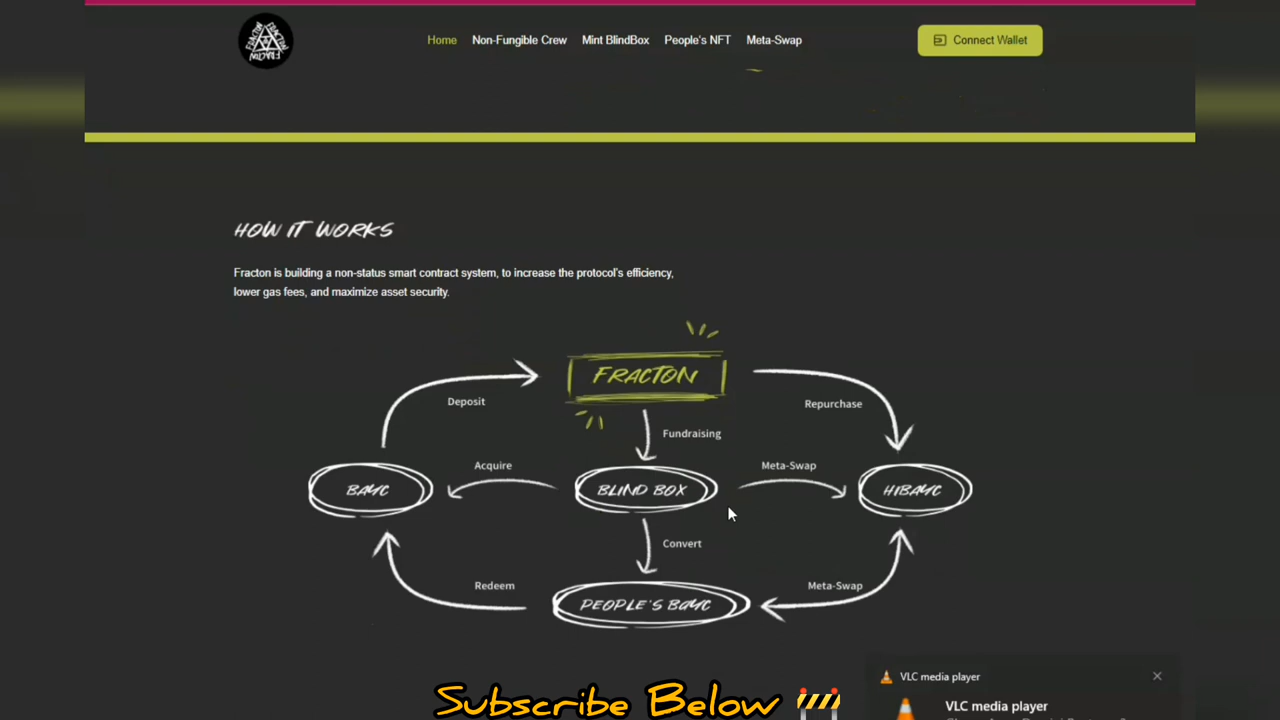 FRACTON
FRACTON
FRACTON
Home
Non-Fungible Crew
Mint BlindBox
People's NFT
Meta-Swap
Connect Wallet
HOW IT WORKS
Fracton is building a non-status smart contract system, to increase the protocol's efficiency,
lower gas fees, and maximize asset security.
FRACTON
Deposit
Repurchase
Fundraising
Acquire
Meta-Swap
BAYC
BLIND BOX
HIBAYC
Convert
Redeem
Meta-Swap
PEOPLE'S BAYC
VLC media player
Subscribe Below
VLC media player